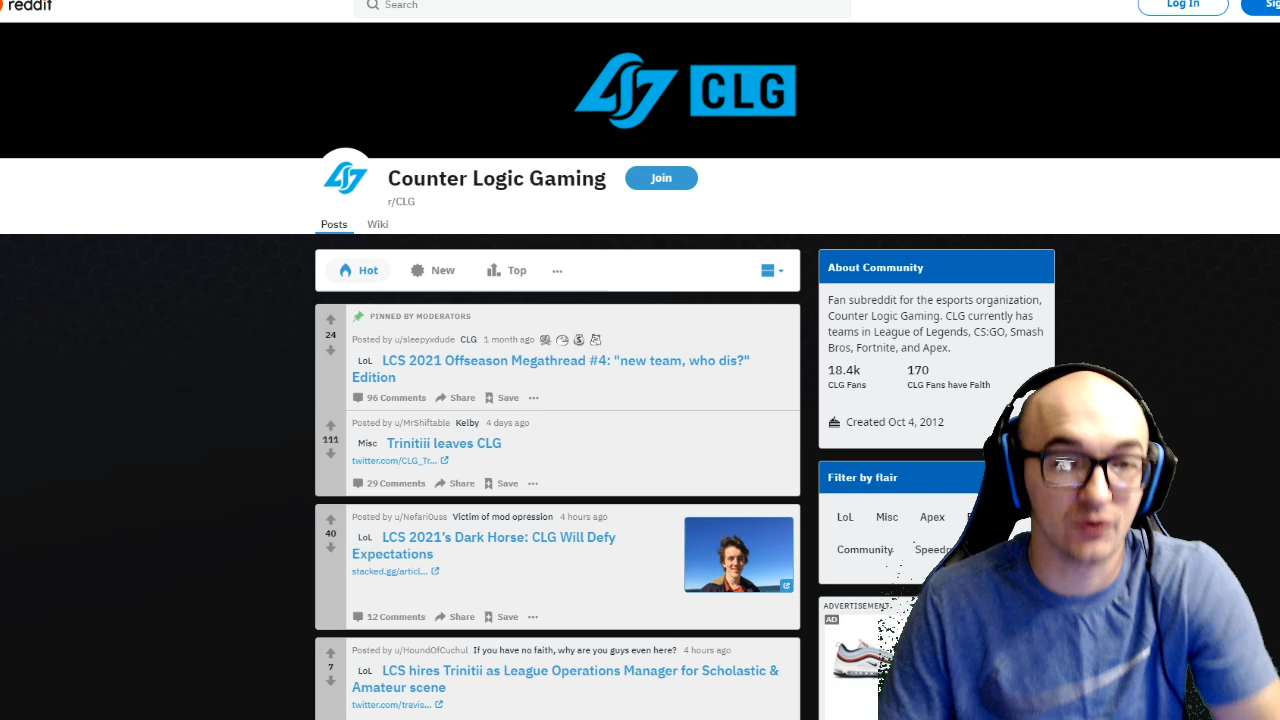 reddit
Search
Log In
CLG
Counter Logic Gaming
Join
r/CLG
Posts
Wiki
Hot
New
Top
...
About Community
Fan subreddit for the esports organization,
Counter Logic Gaming. CLG currently has
teams in League of Legends, CS:GO, Smash
Bros, Fortnite, and Apex.
18.4k
170
CLG Fans
CLG Fans have Faith
Created Oct 4, 2012
PINNED BY MODERATORS
24
Posted by u/sleepyxdude CLG 1 month ago
LoL LCS 2021 Offseason Megathread #4: "new team, who dis?"
Edition
96 Comments Share Save ...
111
Posted by u/MrShiftable Kelby 4 days ago
Misc Trinitiii leaves CLG
twitter.com/CLG_Tr...
29 Comments Share Save ...
Filter by flair
LoL Misc Apex
Community
40
Posted by u/Nefari0uss Victim of mod opression 4 hours ago
LoL LCS 2021's Dark Horse: CLG Will Defy
Expectations
stacked.gg/articl...
12 Comments Share Save ...
ADVERTISEMENT
AD
7
Posted by u/HoundOfCuchul If you have no faith, why are you guys even here? 4 hours ago
LoL LCS hires Trinitii as League Operations Manager for Scholastic &
Amateur scene
twitter.com/travis...